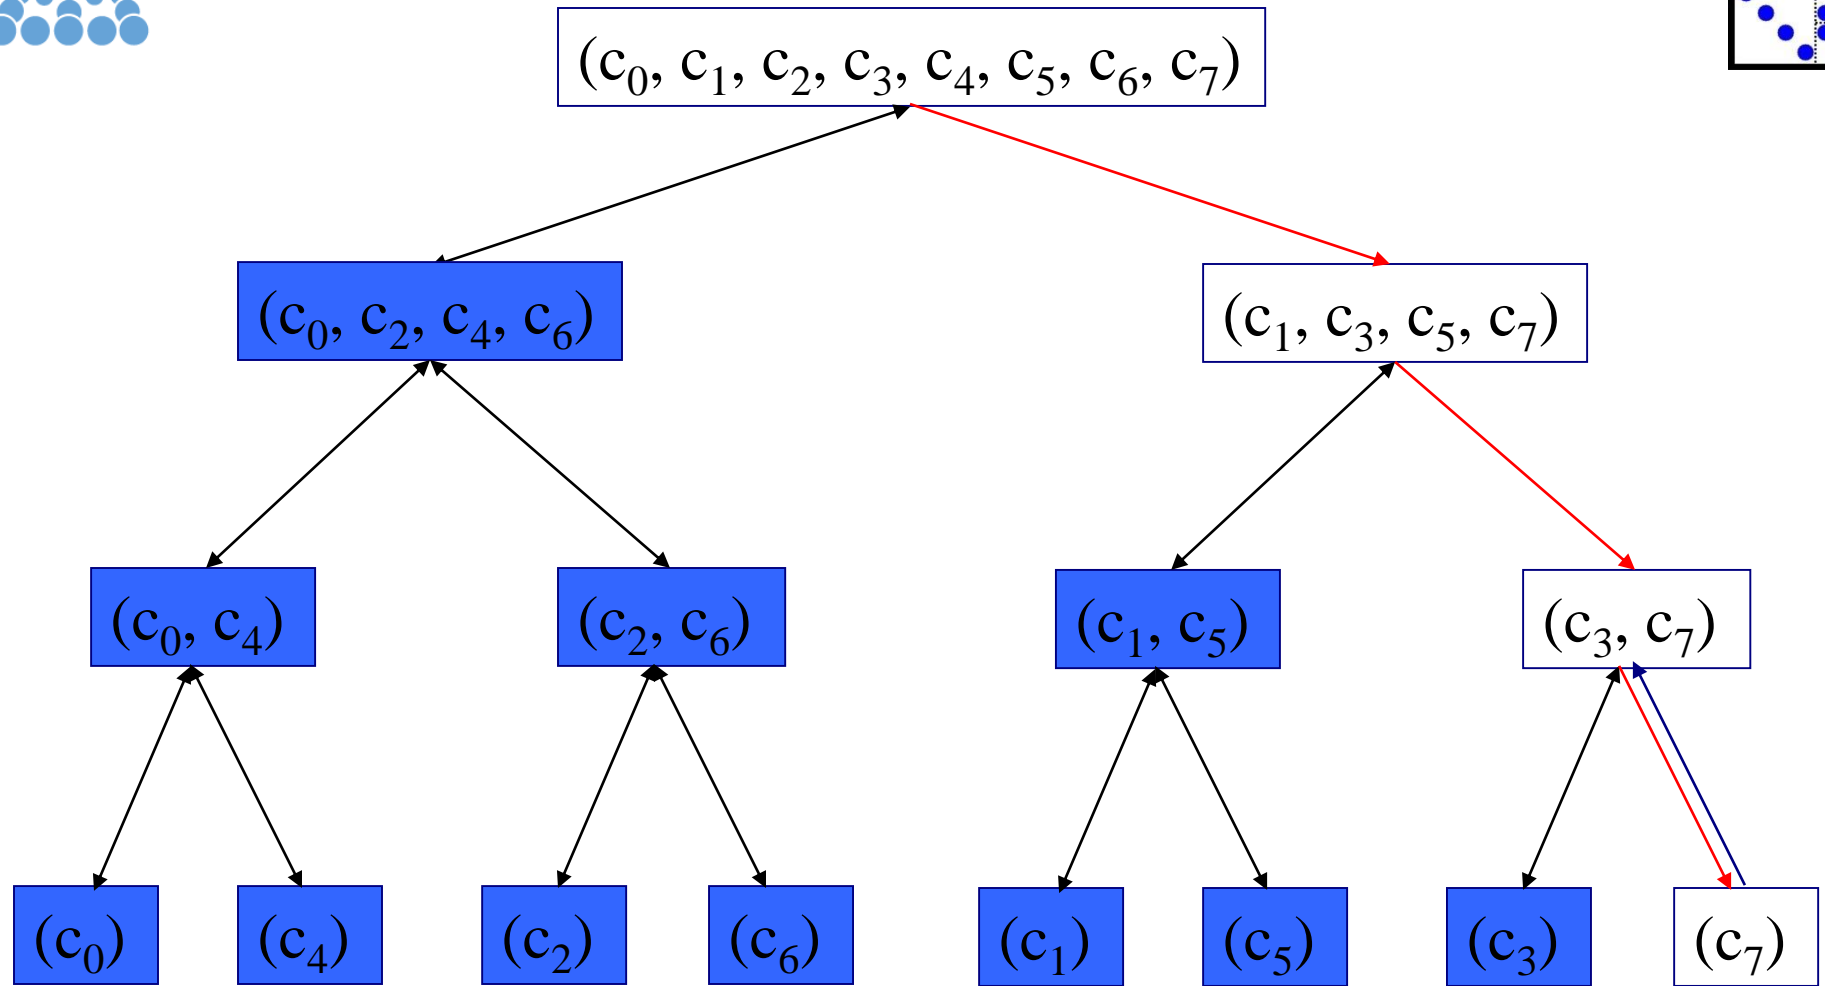 (c₀, c₁, c₂, c₃, c₄, c₅, c₆, c₇)
(c₀, c₂, c₄, c₆)
(c₁, c₃, c₅, c₇)
(c₀, c₄)
(c₂, c₆)
(c₁, c₅)
(c₃, c₇)
(c₀)
(c₄)
(c₂)
(c₆)
(c₁)
(c₅)
(c₃)
(c₇)